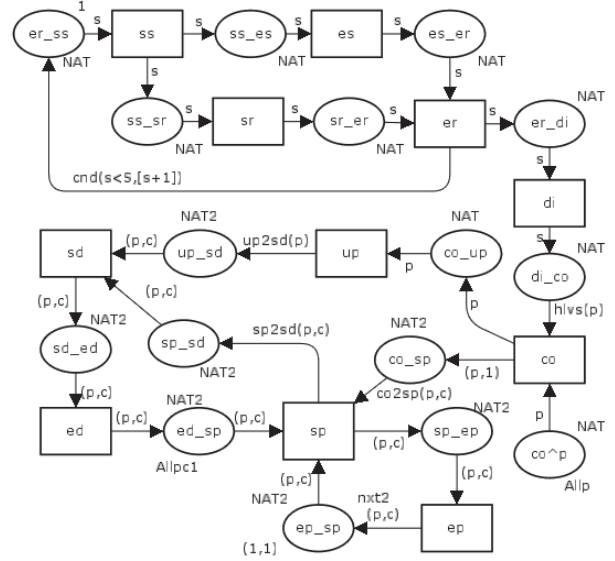 1
er_ss s ss s ss_es s es s es_er
NAT NAT NAT
s s
ss_sr s sr s sr_er s er s er_di
NAT NAT NAT
cnd(s<S,[s+1]) s
di
NAT2 NAT s NAT
sd (p,c) up_sd up2sd(p) up p co_up di_co
(p,c) hlvs[p]
(p,c) sp2sd(p,c) p
NAT2 NAT2
sd_ed sp_sd co_sp (p,1) co
NAT2 co2sp(p,c)
(p,c) NAT2 NAT2 p NAT
ed (p,c) ed_sp (p,c) sp (p,c) sp_ep co^p
Allpc1 (p,c) (p,c) Allp
NAT2 nxt2
ep_sp (p,c) ep
(1,1)